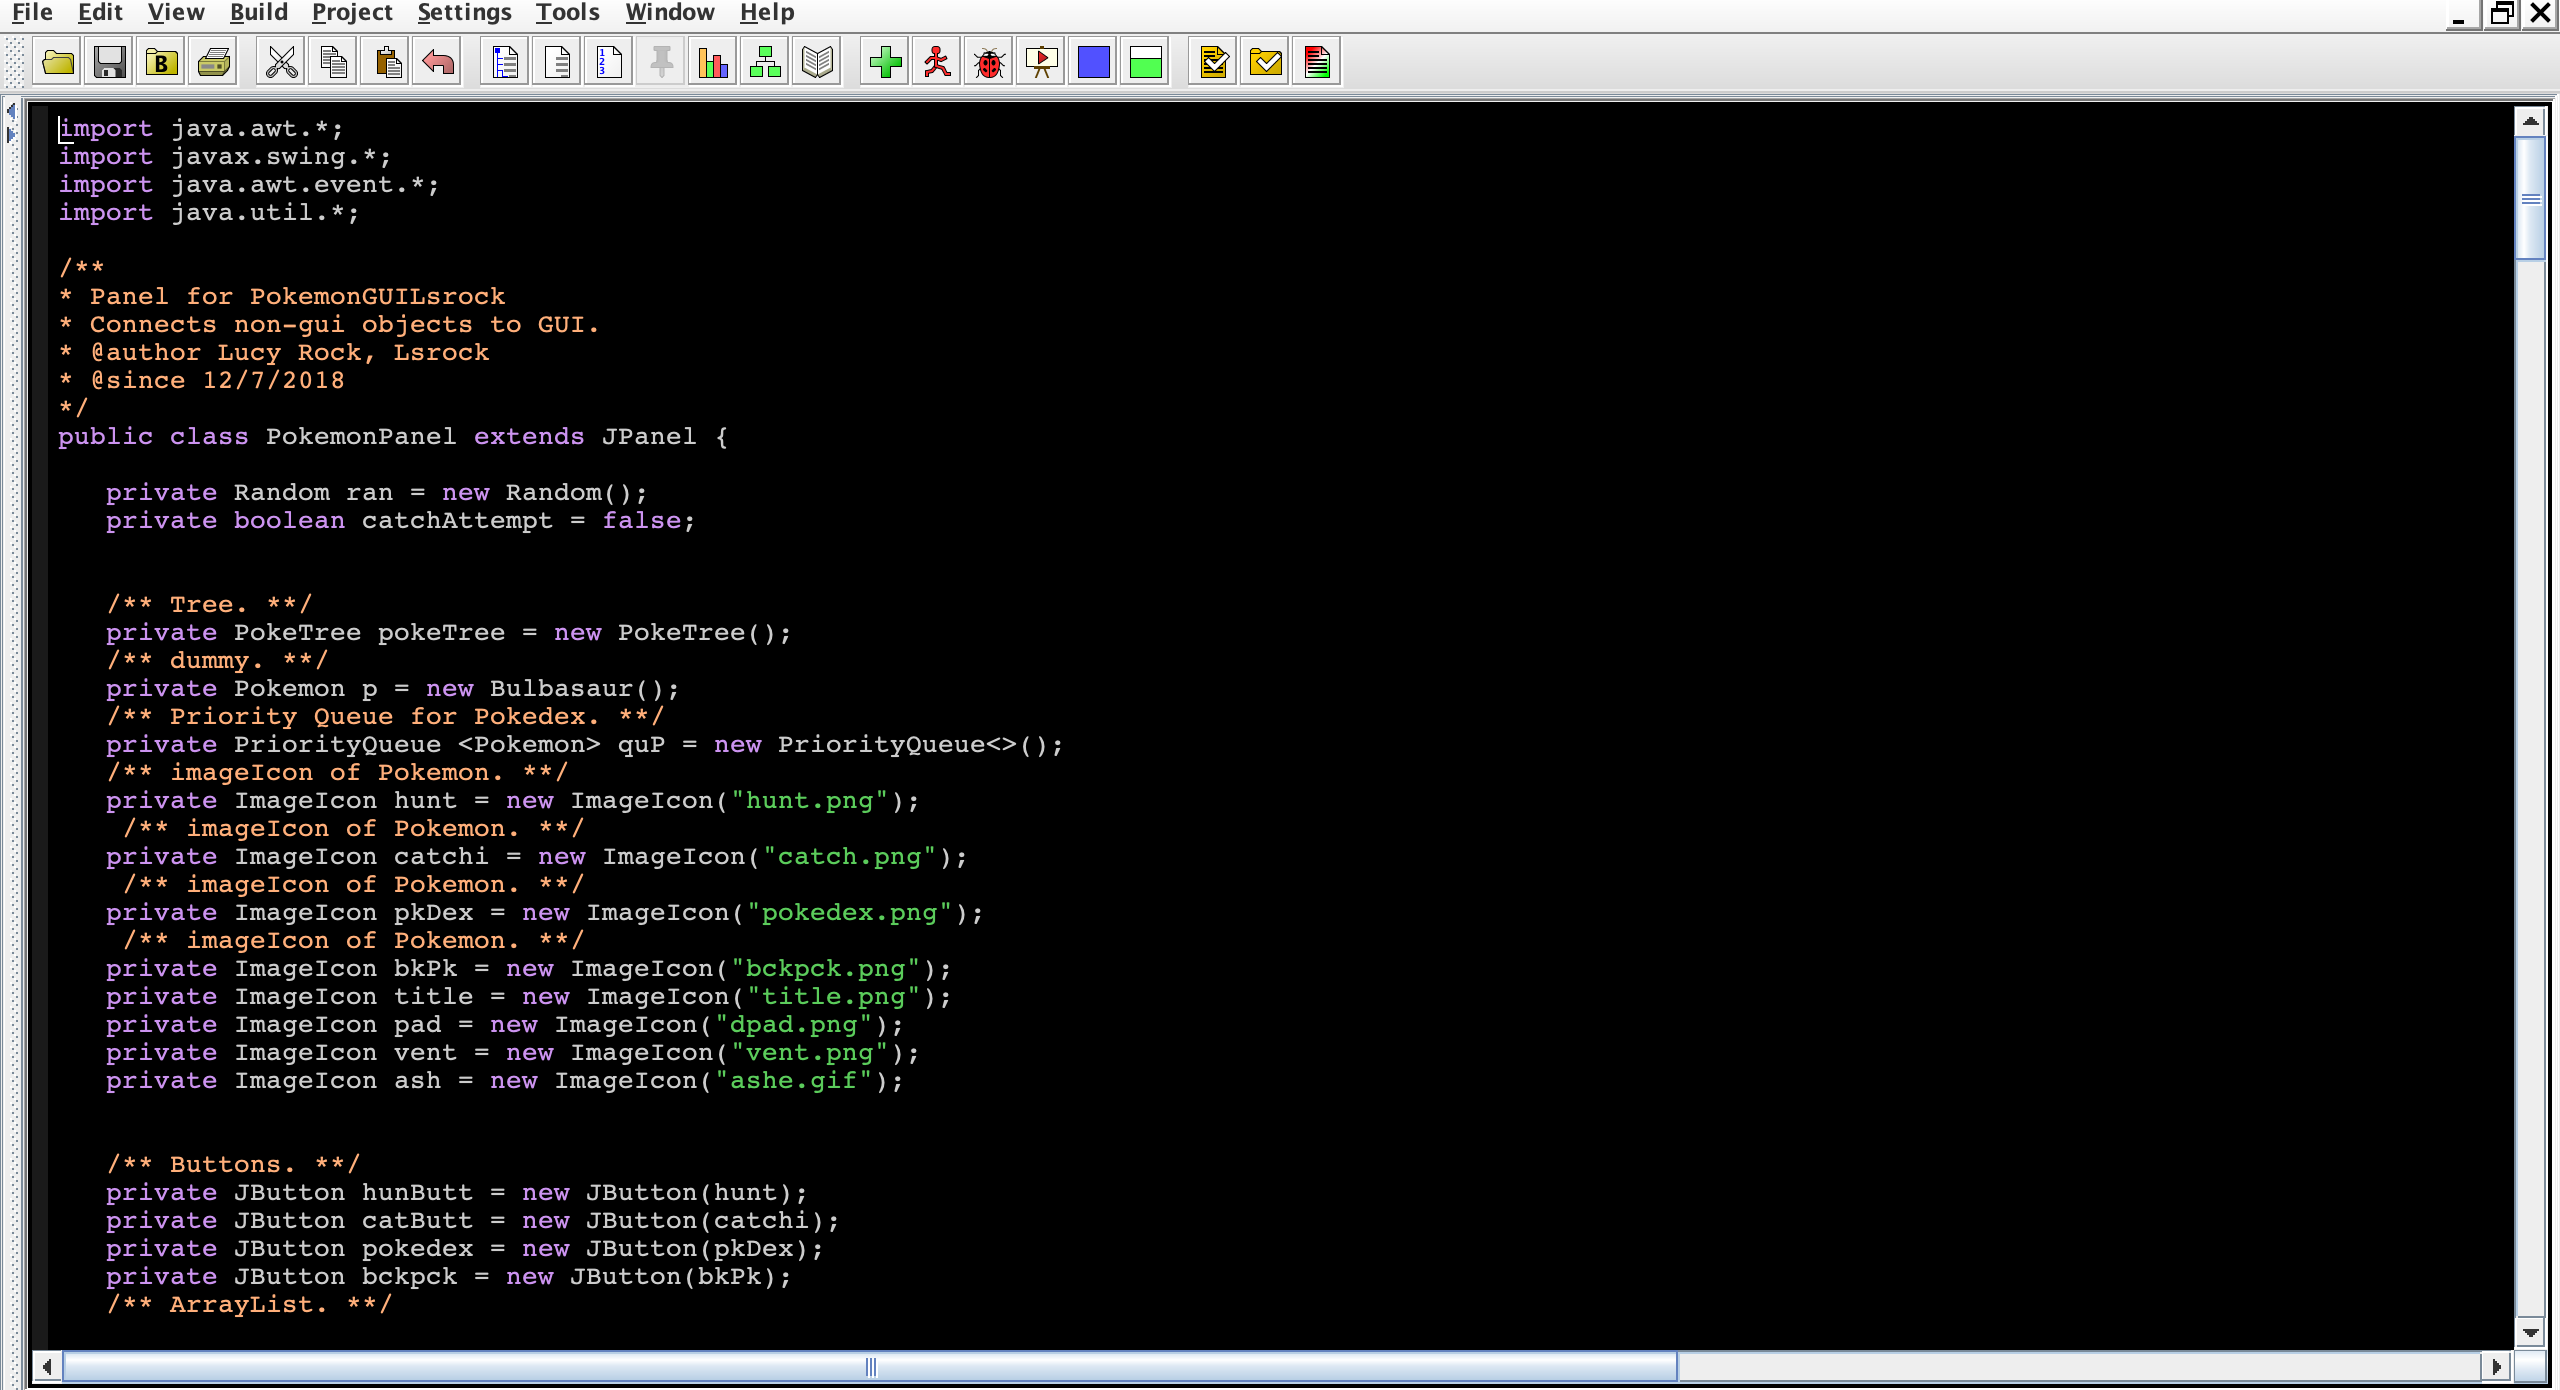 File Edit View Build Project Settings Tools Window Help
import java.awt.*;
import javax.swing.*;
import java.awt.event.*;
import java.util.*;
/**
* Panel for PokemonGUILsrock
* Connects non-gui objects to GUI.
* @author Lucy Rock, Lsrock
* @since 12/7/2018
*/
public class PokemonPanel extends JPanel {
private Random ran = new Random();
private boolean catchAttempt = false;
/** Tree. **/
private PokeTree pokeTree = new PokeTree();
/** dummy. **/
private Pokemon p = new Bulbasaur();
/** Priority Queue for Pokedex. **/
private PriorityQueue <Pokemon> quP = new PriorityQueue<>();
/** imageIcon of Pokemon. **/
private ImageIcon hunt = new ImageIcon("hunt.png");
/** imageIcon of Pokemon. **/
private ImageIcon catchi = new ImageIcon("catch.png");
/** imageIcon of Pokemon. **/
private ImageIcon pkDex = new ImageIcon("pokedex.png");
/** imageIcon of Pokemon. **/
private ImageIcon bkPk = new ImageIcon("bckpck.png");
private ImageIcon title = new ImageIcon("title.png");
private ImageIcon pad = new ImageIcon("dpad.png");
private ImageIcon vent = new ImageIcon("vent.png");
private ImageIcon ash = new ImageIcon("ashe.gif");
/** Buttons. **/
private JButton hunButt = new JButton(hunt);
private JButton catButt = new JButton(catchi);
private JButton pokedex = new JButton(pkDex);
private JButton bckpck = new JButton(bkPk);
/** ArrayList. **/